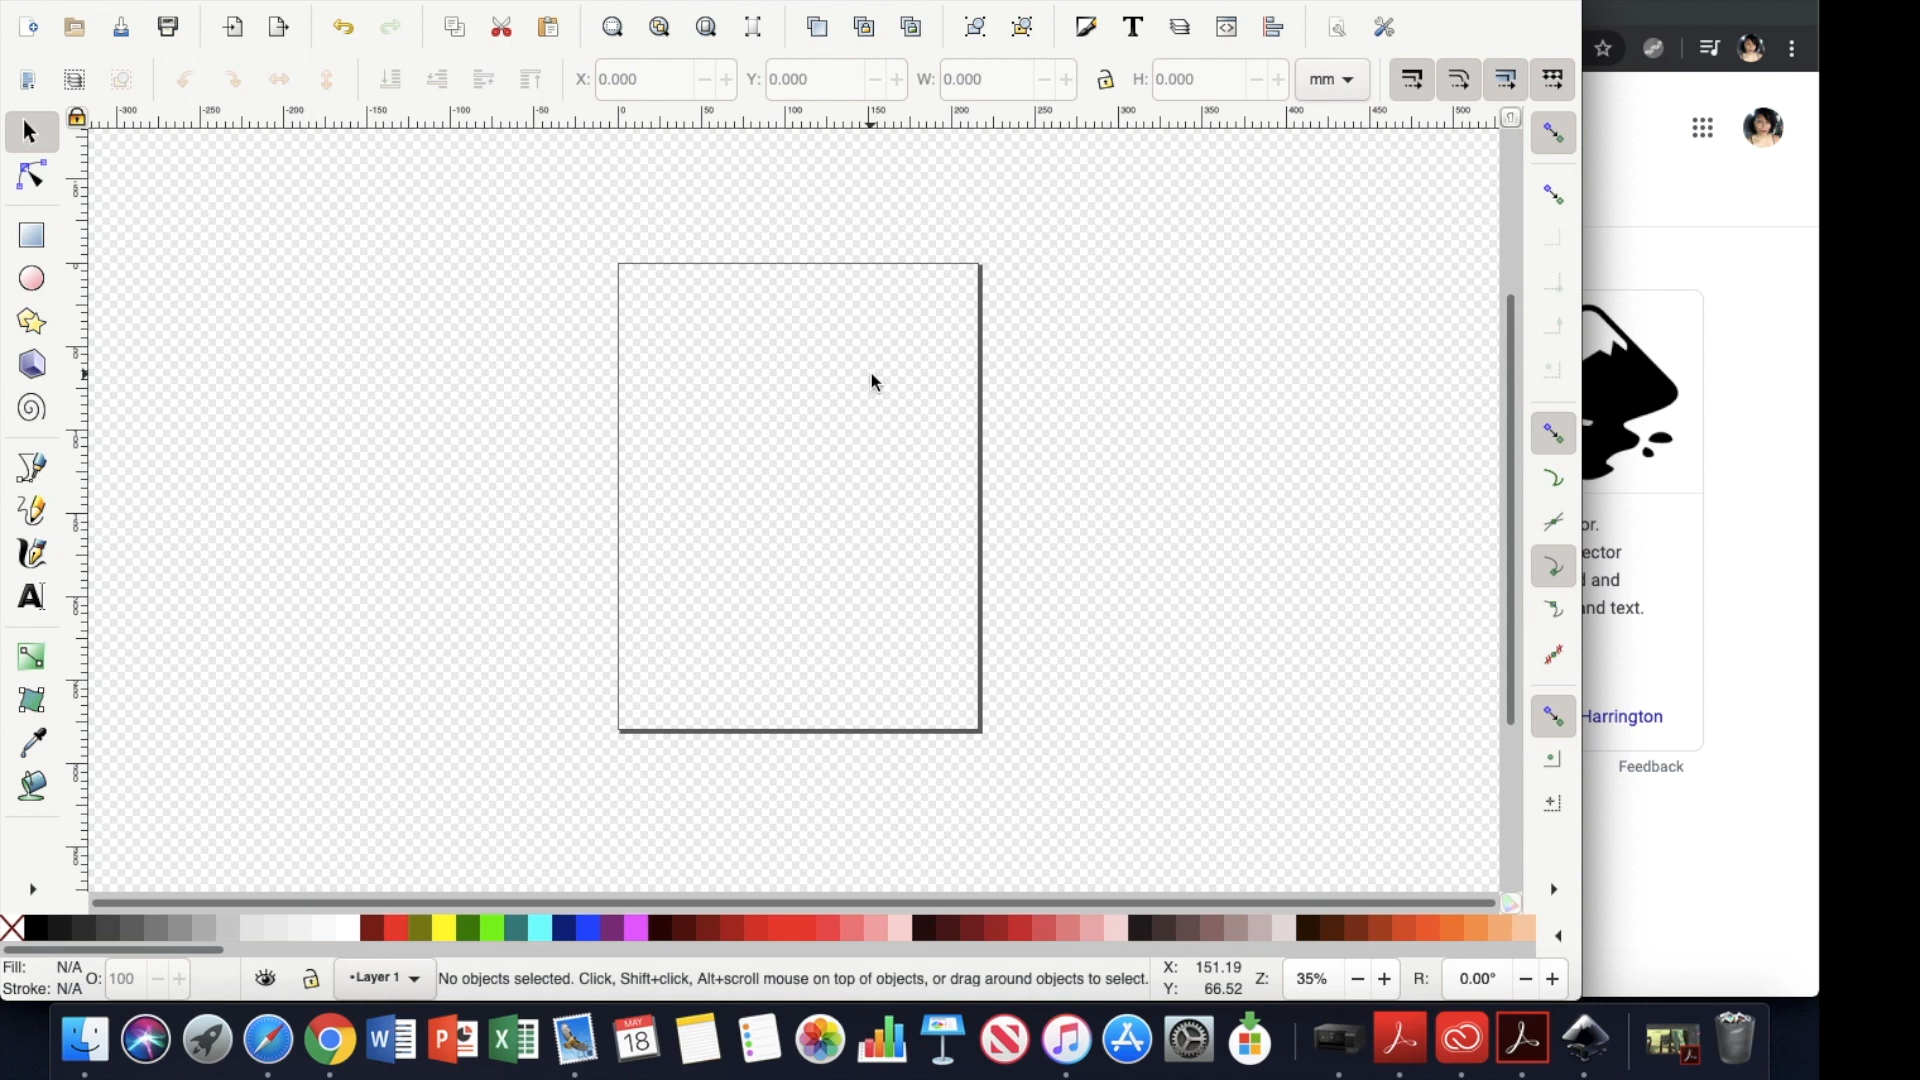 X: 0.000 Y: 0.000 W: 0.000 H: 0.000 mm
-300 -250 -200 -150 -100 -50 0 50 100 150 200 250 300 350 400 450 500
or.
ector
d and
and text.
Harrington
Feedback
Fill: N/A
Stroke: N/A
O: 100
•Layer 1
No objects selected. Click, Shift+click, Alt+scroll mouse on top of objects, or drag around objects to select.
X: 151.19
Y: 66.52
Z: 35%
R: 0.00°
MAY
18